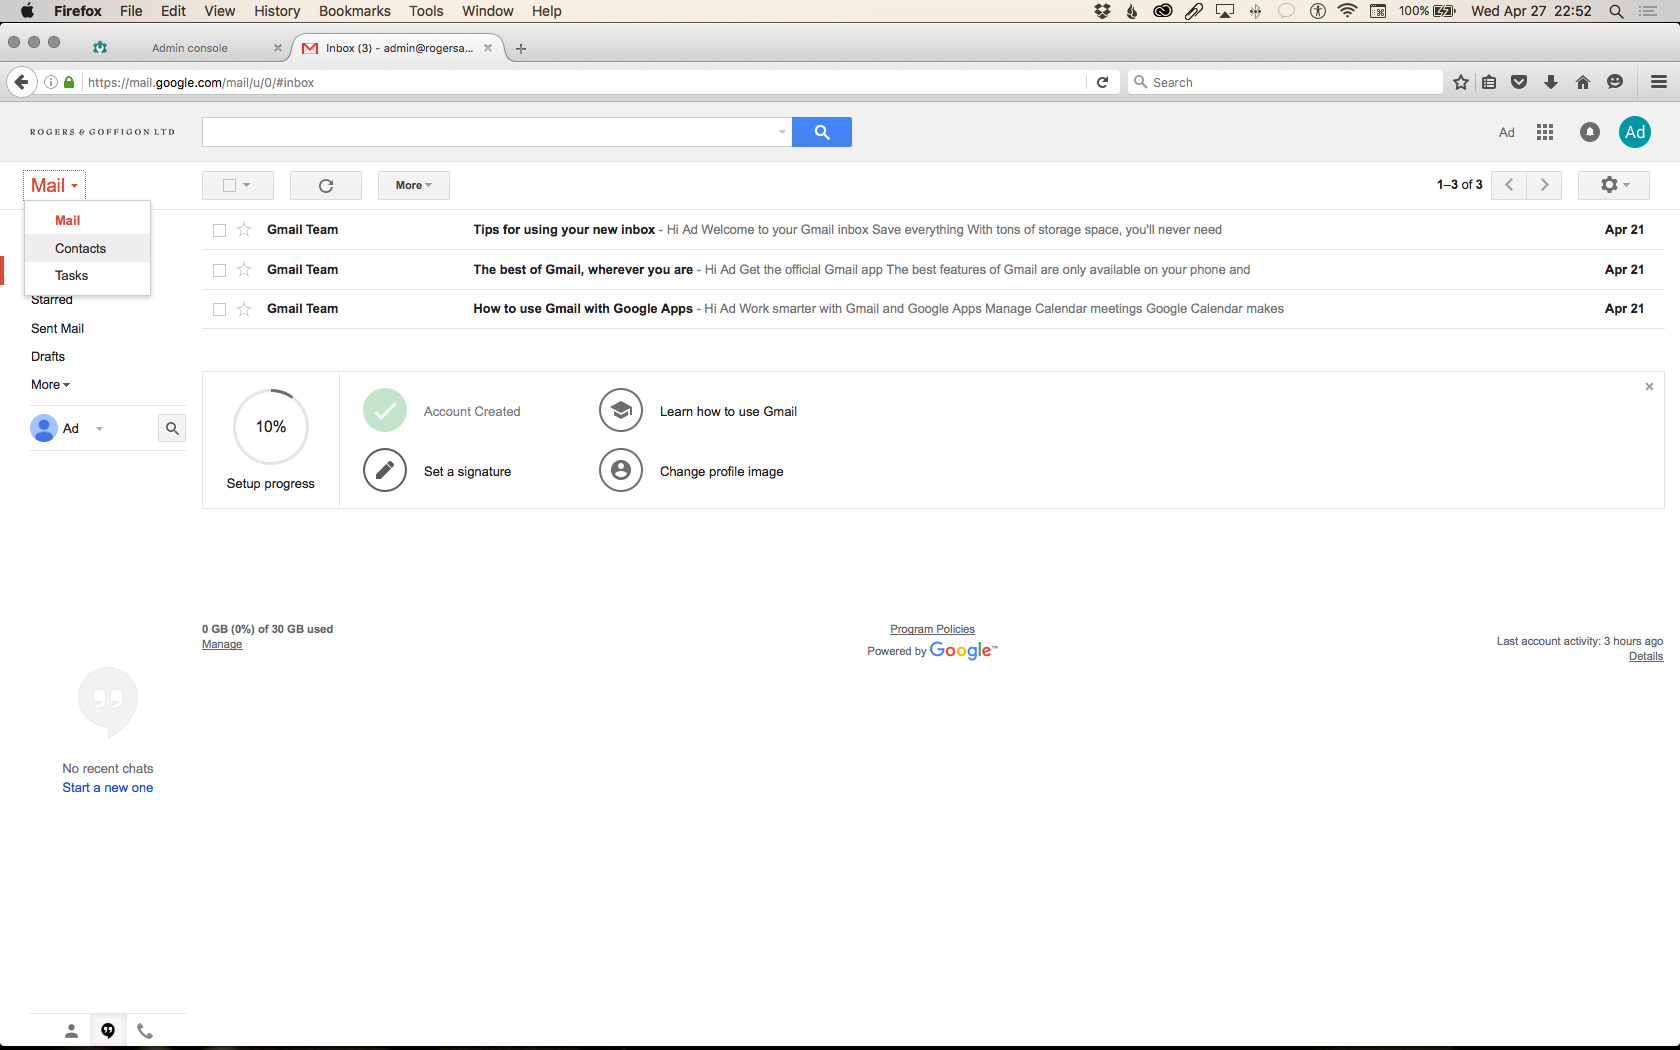 Firefox File Edit View History Bookmarks Tools Window Help 100% Wed Apr 27 22:52
Admin console Inbox (3) - admin@rogersa...
https://mail.google.com/mail/u/0/#inbox Search
ROGERS & GOFFIGON LTD Ad Ad
Mail More 1–3 of 3
Mail
Contacts
Tasks
Starred
Sent Mail
Drafts
More
Ad
Gmail Team Tips for using your new inbox - Hi Ad Welcome to your Gmail inbox Save everything With tons of storage space, you'll never need Apr 21
Gmail Team The best of Gmail, wherever you are - Hi Ad Get the official Gmail app The best features of Gmail are only available on your phone and Apr 21
Gmail Team How to use Gmail with Google Apps - Hi Ad Work smarter with Gmail and Google Apps Manage Calendar meetings Google Calendar makes Apr 21
10%
Setup progress
Account Created Learn how to use Gmail
Set a signature Change profile image
0 GB (0%) of 30 GB used
Manage
Program Policies
Powered by Google™
Last account activity: 3 hours ago
Details
No recent chats
Start a new one